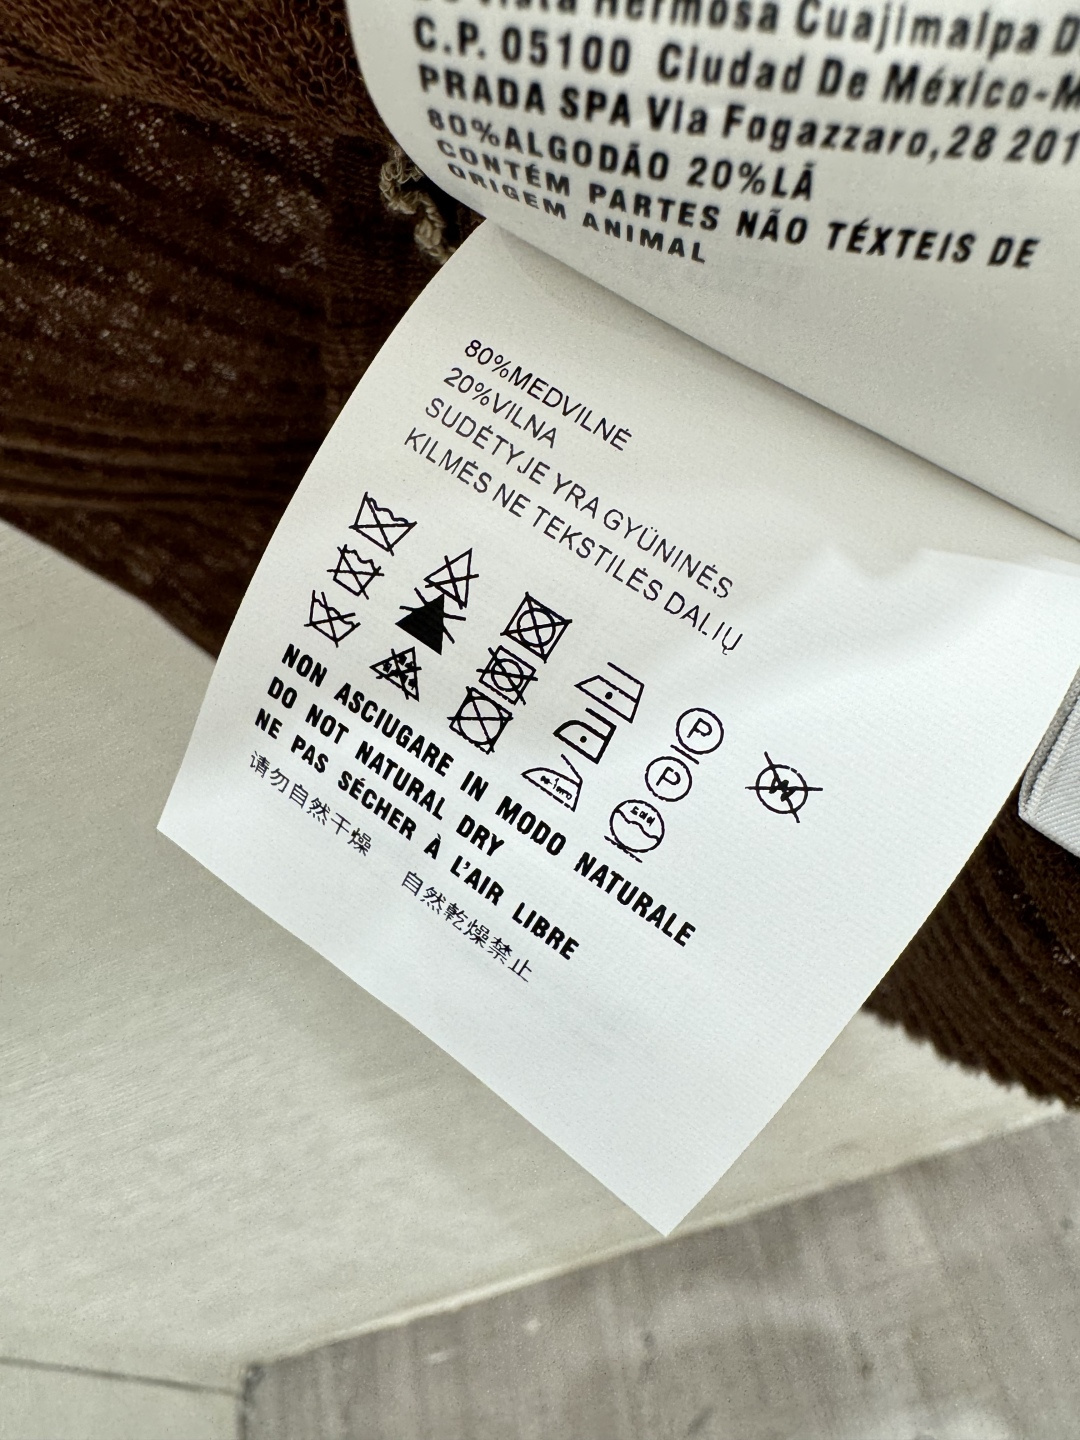 Hermosa Cuajimalpa
C.P. 05100 Ciudad De México-M
PRADA SPA Via Fogazzaro,28 201
80%ALGODÃO 20%LÃ
CONTÉM PARTES NÃO TÉXTEIS DE
ORIGEM ANIMAL
80%MEDVILNĖ
20%VILNA
SUDĖTYJE YRA GYŪNINĖS
KILMĖS NE TEKSTILĖS DALIŲ
P
P
NON ASCIUGARE IN MODO NATURALE
DO NOT NATURAL DRY
NE PAS SÉCHER À L'AIR LIBRE
请勿自然干燥 自然乾燥禁止